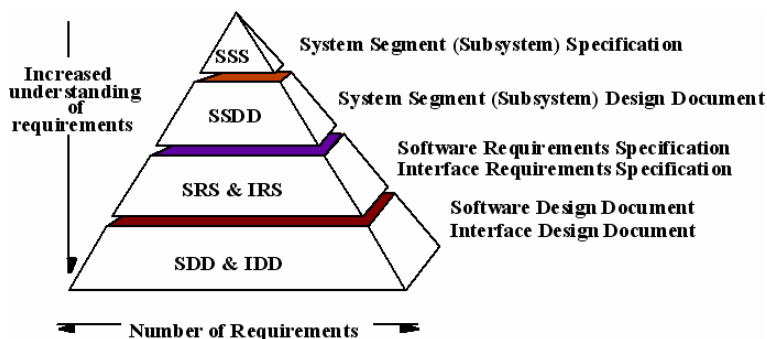 SSS
System Segment (Subsystem) Specification
Increased
understanding
of
requirements
SSDD
System Segment (Subsystem) Design Document
SRS & IRS
Software Requirements Specification
Interface Requirements Specification
SDD & IDD
Software Design Document
Interface Design Document
Number of Requirements